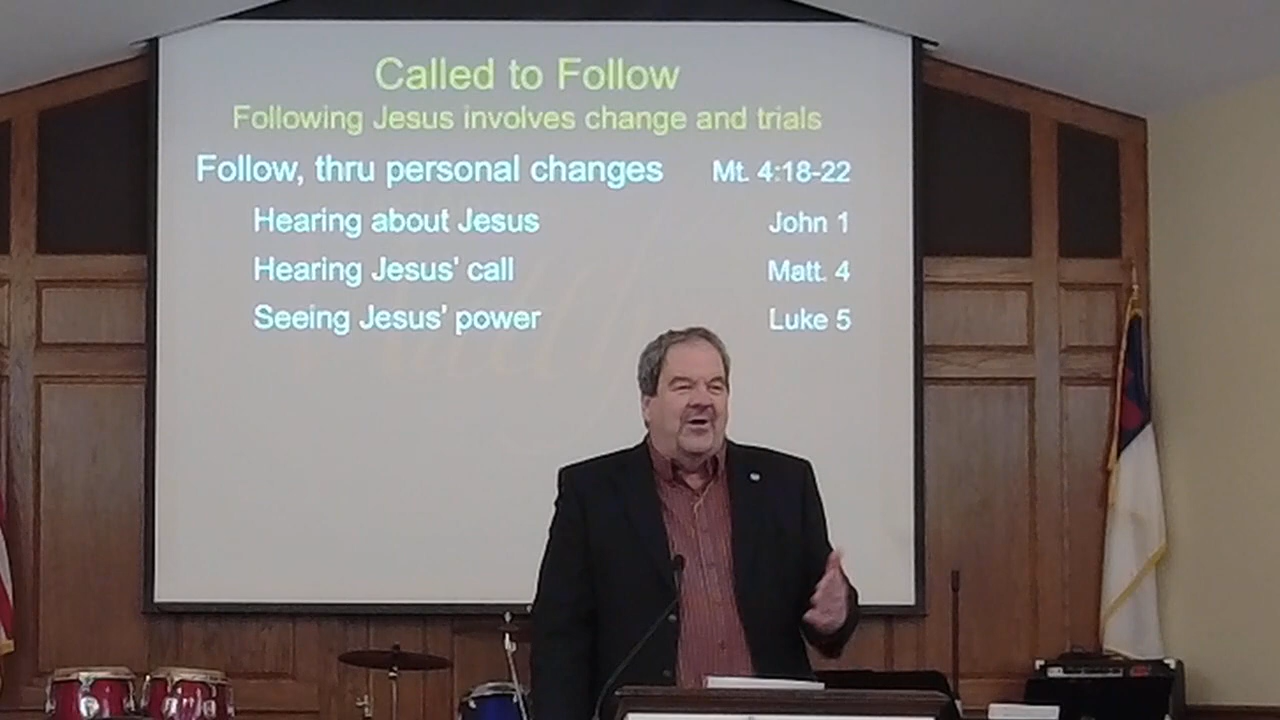 Called to Follow
Following Jesus involves change and trials
Follow, thru personal changes Mt. 4:18-22
Hearing about Jesus John 1
Hearing Jesus' call Matt. 4
Seeing Jesus' power Luke 5